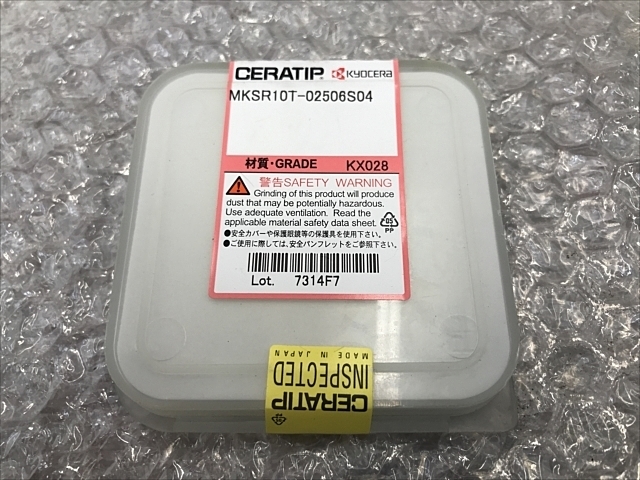 CERATIP KYOCERA
MKSR10T-02506S04
材質・GRADE KX028
警告SAFETY WARNING
Grinding of this product will produce
dust that may be potentially hazardous.
Use adequate ventilation. Read the
applicable material safety data sheet.
05
PP
●安全カバーや保護眼鏡等の保護具を使用下さい。
●ご使用に際しては、安全パンフレットをご参照下さい。
Lot. 7314F7
CERATIP
INSPECTED
MADE IN JAPAN